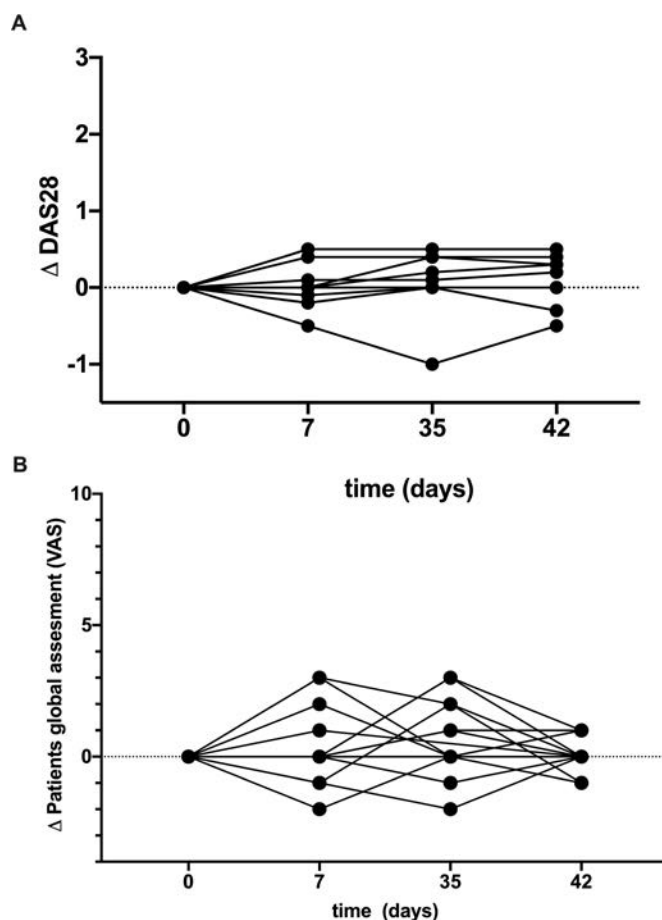 A
Δ DAS28
3
2
1
0
-1
0 7 35 42
time (days)
B
Δ Patients global assesment (VAS)
10
5
0
0 7 35 42
time (days)